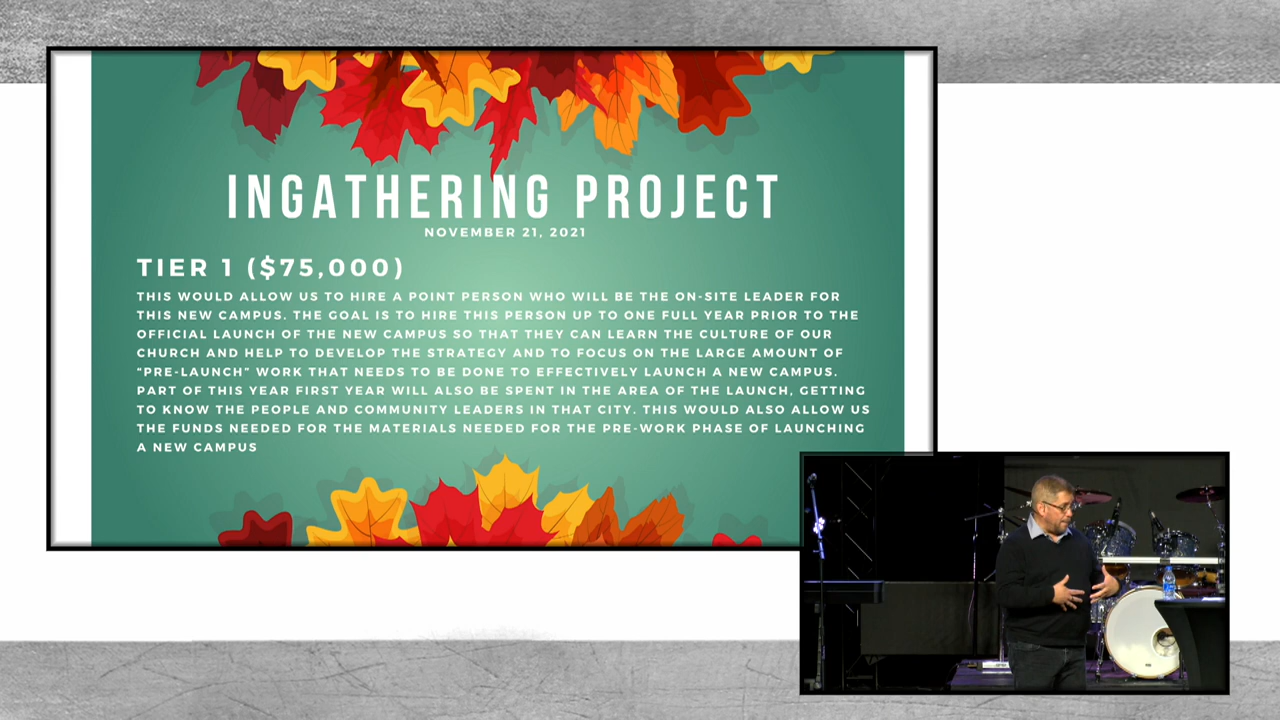 INGATHERING PROJECT
NOVEMBER 21, 2021
TIER 1 ($75,000)
THIS WOULD ALLOW US TO HIRE A POINT PERSON WHO WILL BE THE ON-SITE LEADER FOR
THIS NEW CAMPUS. THE GOAL IS TO HIRE THIS PERSON UP TO ONE FULL YEAR PRIOR TO THE
OFFICIAL LAUNCH OF THE NEW CAMPUS SO THAT THEY CAN LEARN THE CULTURE OF OUR
CHURCH AND HELP TO DEVELOP THE STRATEGY AND TO FOCUS ON THE LARGE AMOUNT OF
"PRE-LAUNCH" WORK THAT NEEDS TO BE DONE TO EFFECTIVELY LAUNCH A NEW CAMPUS.
PART OF THIS YEAR FIRST YEAR WILL ALSO BE SPENT IN THE AREA OF THE LAUNCH, GETTING
TO KNOW THE PEOPLE AND COMMUNITY LEADERS IN THAT CITY. THIS WOULD ALSO ALLOW US
THE FUNDS NEEDED FOR THE MATERIALS NEEDED FOR THE PRE-WORK PHASE OF LAUNCHING
A NEW CAMPUS